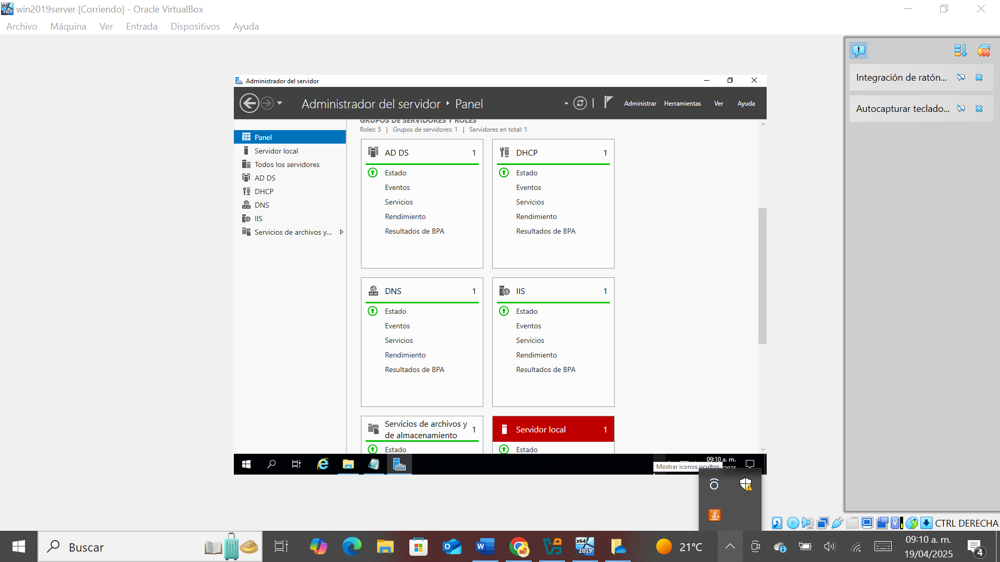 win2019server [Corriendo] - Oracle VirtualBox
Archivo Máquina Ver Entrada Dispositivos Ayuda
Integración de ratón...
Autocapturar teclado...
Administrador del servidor
Administrador del servidor Panel
Administrar Herramientas Ver Ayuda
GRUPOS DE SERVIDORES Y ROLES
Roles: 5 | Grupos de servidores: 1 | Servidores en total: 1
Panel
Servidor local
Todos los servidores
AD DS
DHCP
DNS
IIS
Servicios de archivos y...
AD DS 1
Estado
Eventos
Servicios
Rendimiento
Resultados de BPA
DHCP 1
Estado
Eventos
Servicios
Rendimiento
Resultados de BPA
DNS 1
Estado
Eventos
Servicios
Rendimiento
Resultados de BPA
IIS 1
Estado
Eventos
Servicios
Rendimiento
Resultados de BPA
Servicios de archivos y
de almacenamiento 1
Estado
Servidor local 1
Estado
09:10 a. m.
Mostrar iconos ocultos
CTRL DERECHA
Buscar
x64
2019
21°C
09:10 a. m.
19/04/2025
4